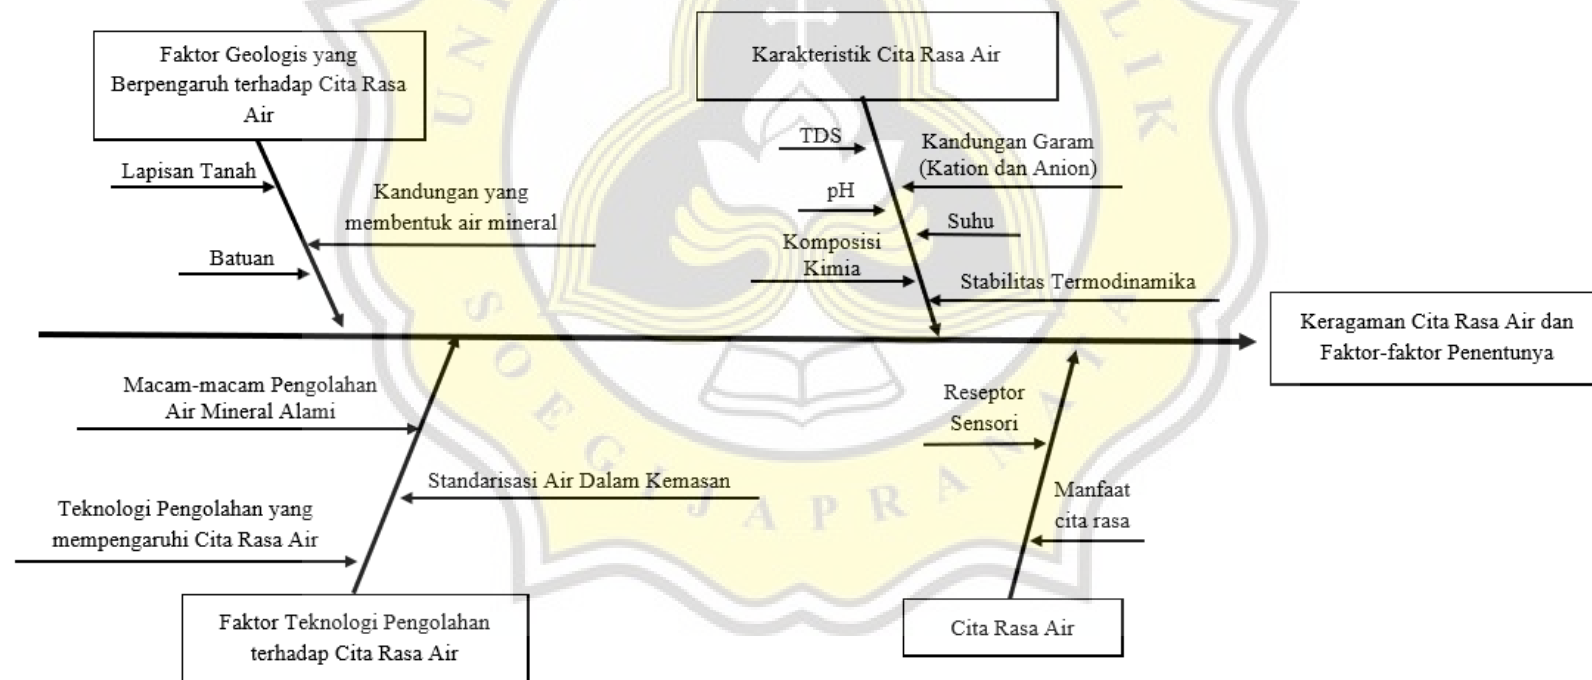 Faktor Geologis yang
Berpengaruh terhadap Cita Rasa
Air
Karakteristik Cita Rasa Air
Lapisan Tanah
Kandungan yang
membentuk air mineral
Batuan
TDS
Kandungan Garam
(Kation dan Anion)
pH
Suhu
Komposisi
Kimia
Stabilitas Termodinamika
Keragaman Cita Rasa Air dan
Faktor-faktor Penentunya
Macam-macam Pengolahan
Air Mineral Alami
Reseptor
Sensori
Standarisasi Air Dalam Kemasan
Manfaat
cita rasa
Teknologi Pengolahan yang
mempengaruhi Cita Rasa Air
Faktor Teknologi Pengolahan
terhadap Cita Rasa Air
Cita Rasa Air
UN
LIK
SOEGIJAPRANATA